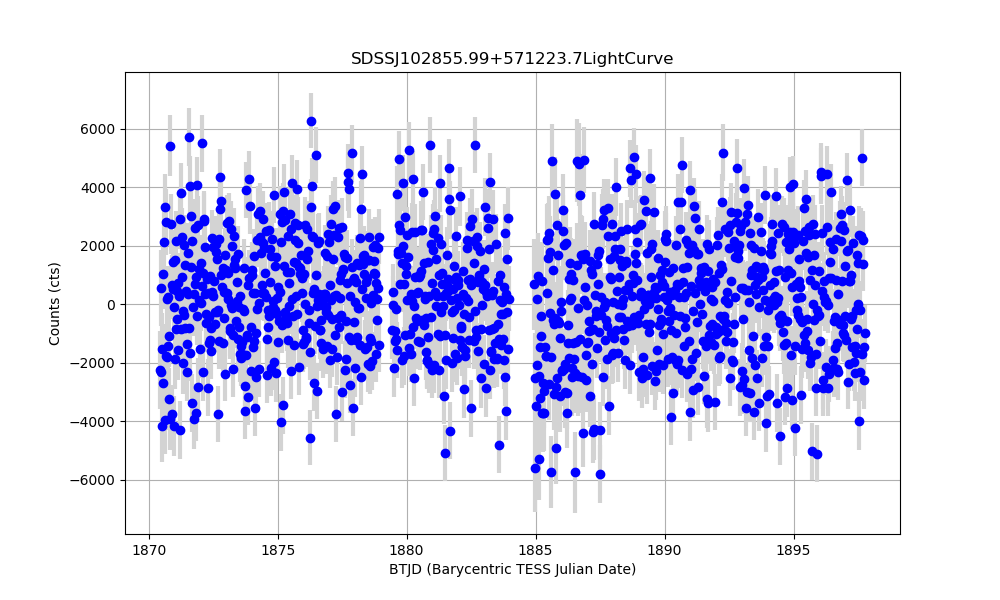 SDSSJ102855.99+571223.7LightCurve
Counts (cts)
6000
4000
2000
0
−2000
−4000
−6000
1870 1875 1880 1885 1890 1895
BTJD (Barycentric TESS Julian Date)